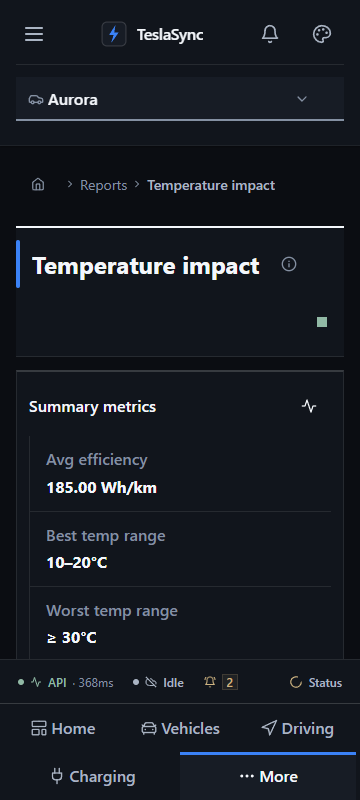 TeslaSync
Aurora
Reports
Temperature impact
Temperature impact
Summary metrics
Avg efficiency
185.00 Wh/km
Best temp range
10–20°C
Worst temp range
≥ 30°C
API · 368ms
Idle
2
Status
Home
Vehicles
Driving
Charging
More